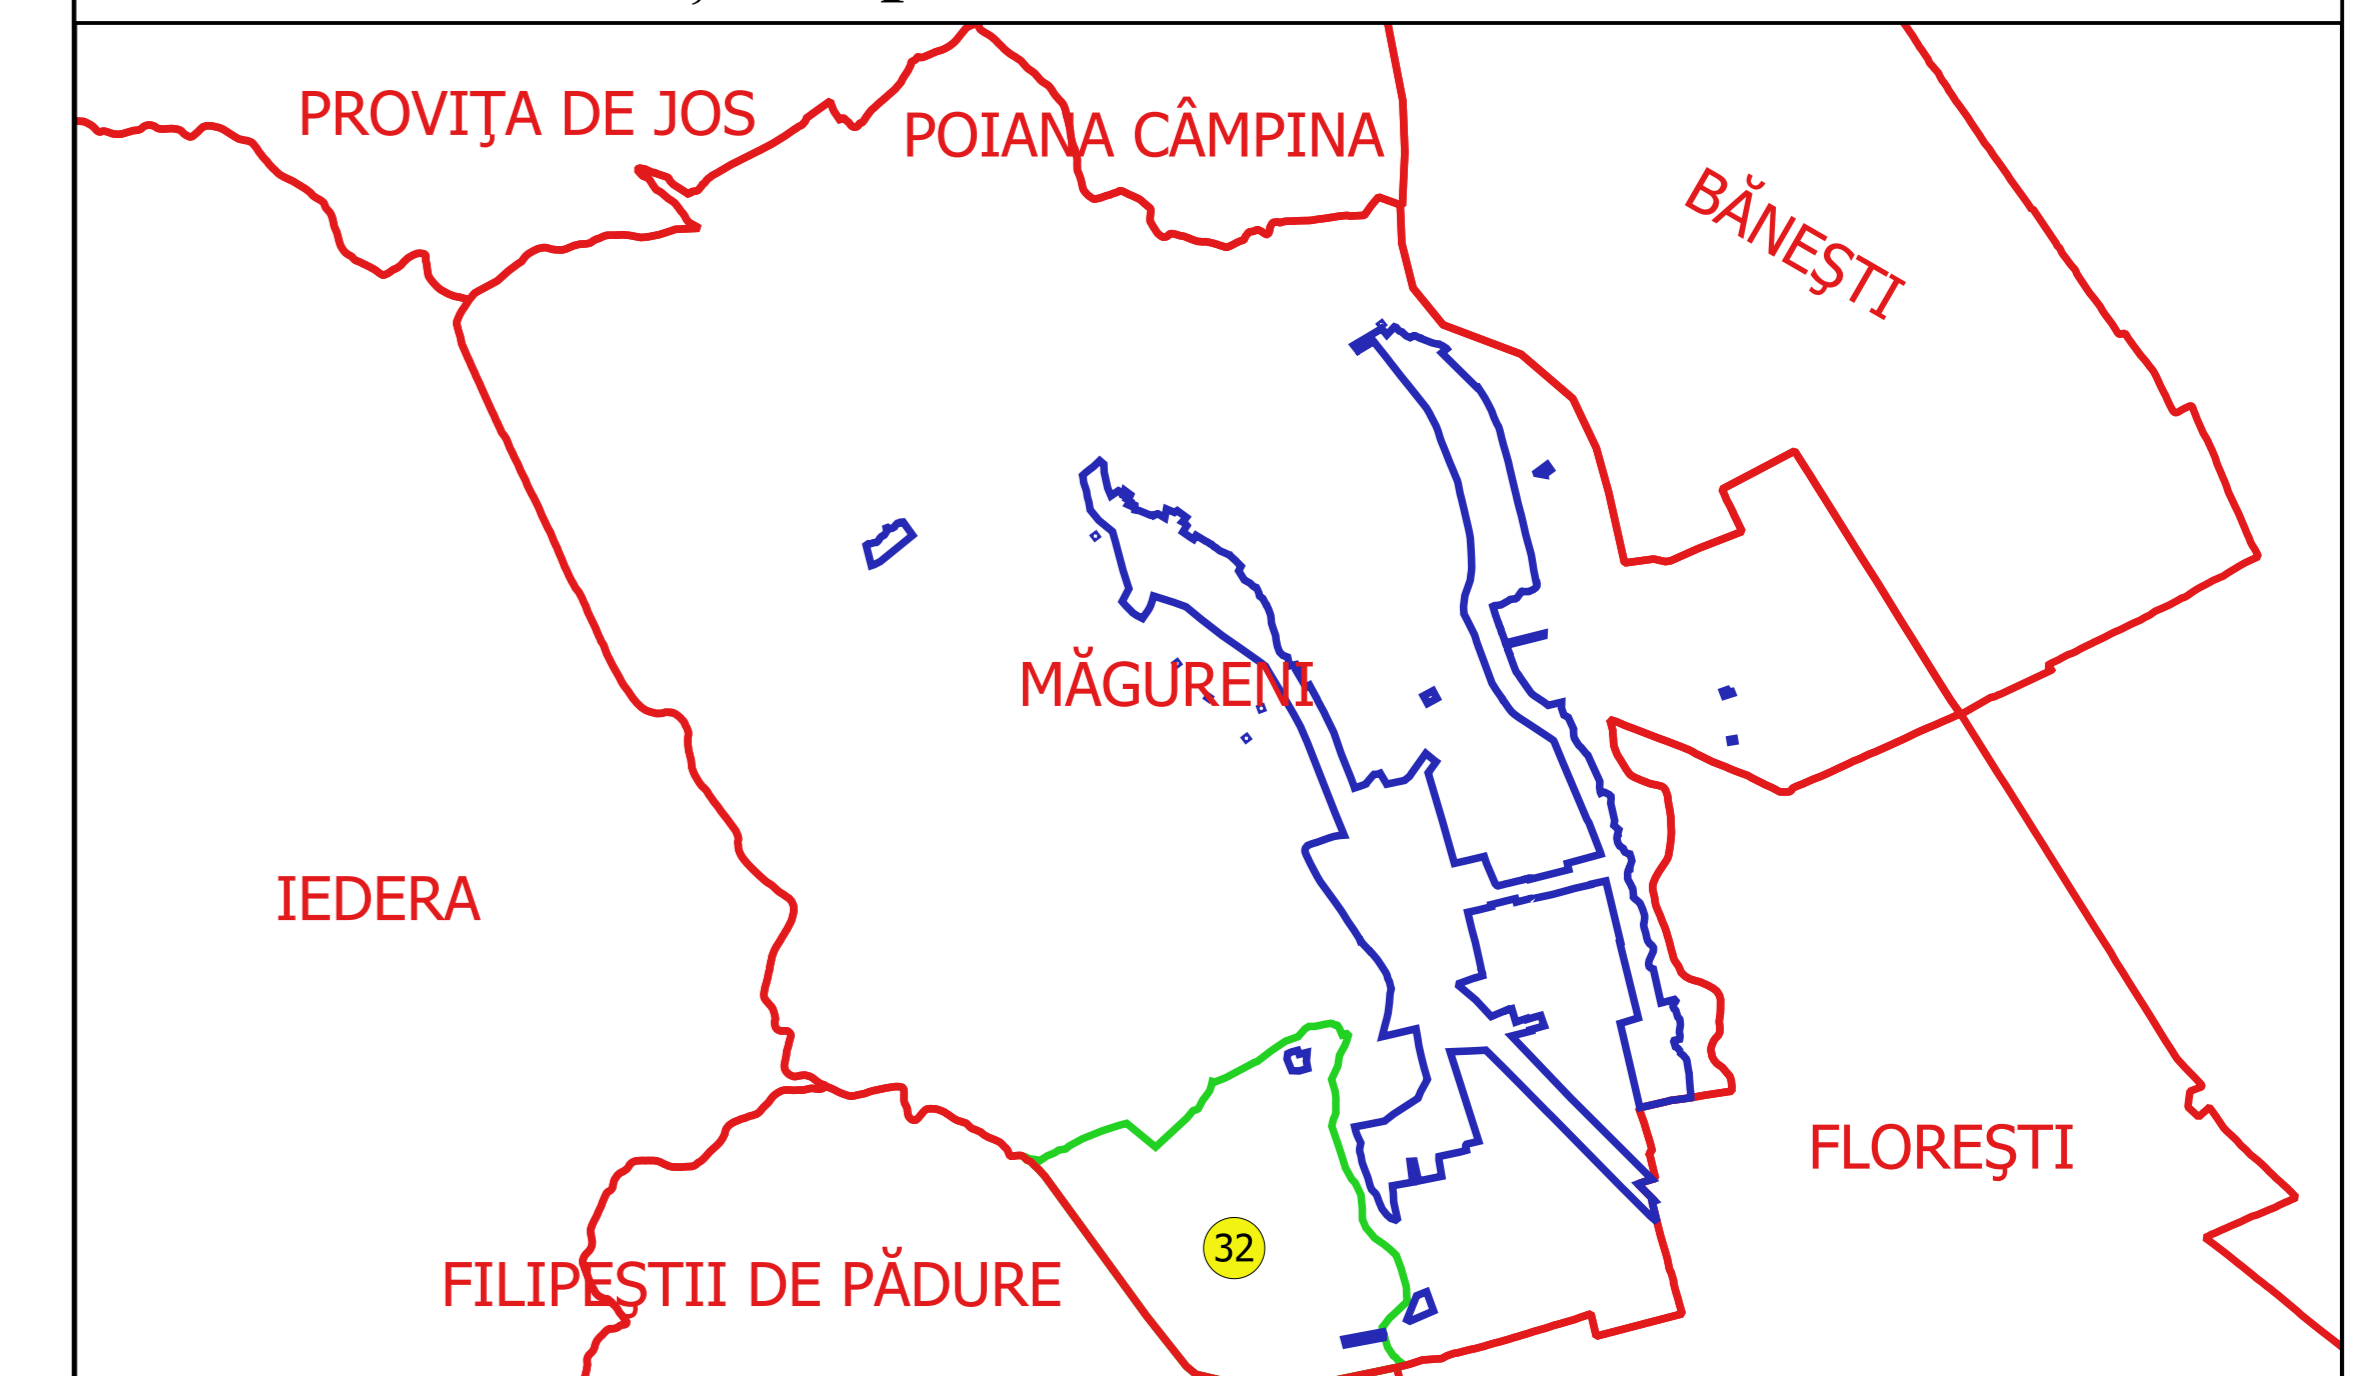 PROVIŢA DE JOS
POIANA CÂMPINA
BĂNEŞTI
MĂGURENI
IEDERA
FLOREŞTI
32
FILIPEŞTII DE PĂDURE